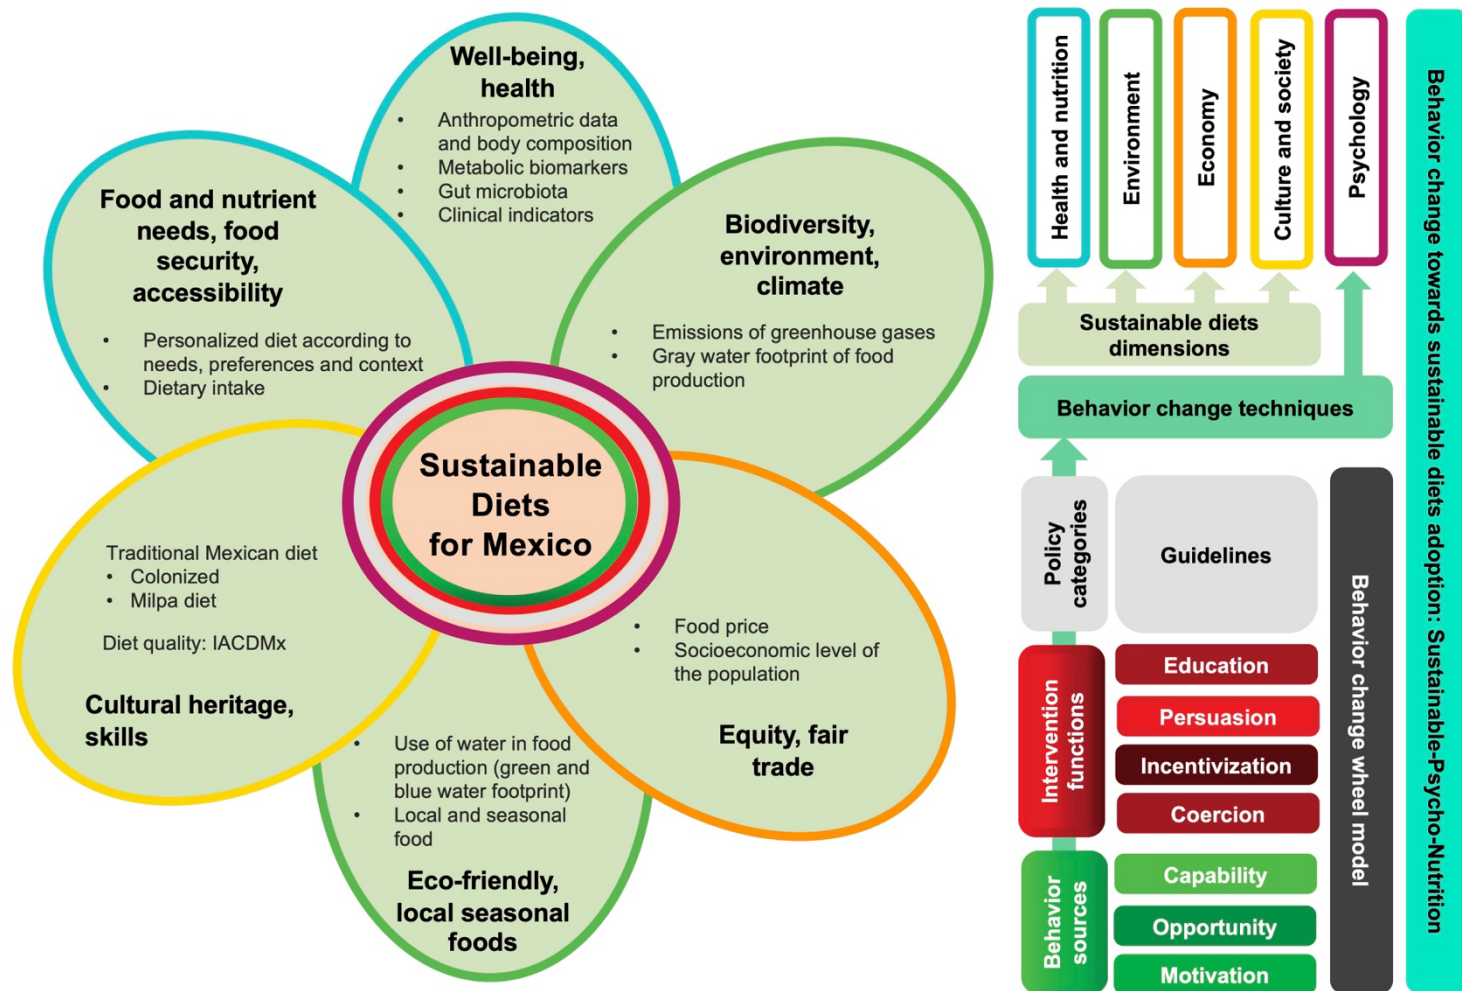 Well-being,
health
• Anthropometric data
and body composition
• Metabolic biomarkers
• Gut microbiota
• Clinical indicators
Food and nutrient
needs, food
security,
accessibility
• Personalized diet according to
needs, preferences and context
• Dietary intake
Biodiversity,
environment,
climate
• Emissions of greenhouse gases
• Gray water footprint of food
production
Sustainable
Diets
for Mexico
Traditional Mexican diet
• Colonized
• Milpa diet
Diet quality: IACDMx
Cultural heritage,
skills
• Food price
• Socioeconomic level of
the population
Equity, fair
trade
• Use of water in food
production (green and
blue water footprint)
• Local and seasonal
food
Eco-friendly,
local seasonal
foods
Health and nutrition
Environment
Economy
Culture and society
Psychology
Sustainable diets
dimensions
Behavior change techniques
Policy
categories
Guidelines
Intervention
functions
Education
Persuasion
Incentivization
Coercion
Behavior
sources
Capability
Opportunity
Motivation
Behavior change wheel model
Behavior change towards sustainable diets adoption: Sustainable-Psycho-Nutrition